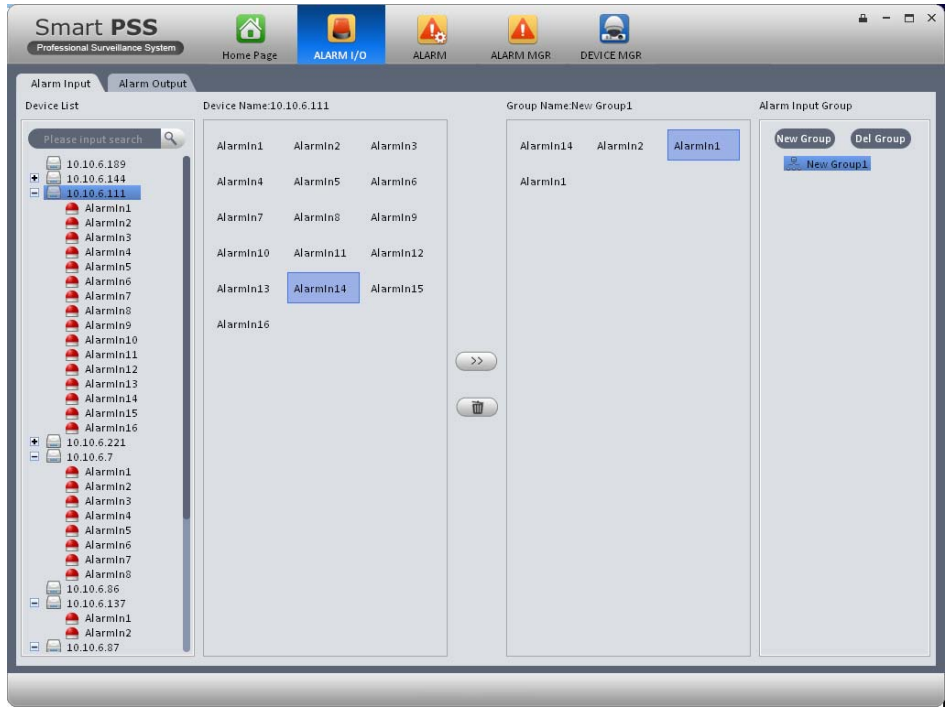 Smart PSS
Professional Surveillance System
Home Page
ALARM I/O
ALARM
ALARM MGR
DEVICE MGR
Alarm Input
Alarm Output
Device List
Device Name:10.10.6.111
Group Name:New Group1
Alarm Input Group
Please input search
10.10.6.189
10.10.6.144
10.10.6.111
AlarmIn1
AlarmIn2
AlarmIn3
AlarmIn4
AlarmIn5
AlarmIn6
AlarmIn7
AlarmIn8
AlarmIn9
AlarmIn10
AlarmIn11
AlarmIn12
AlarmIn13
AlarmIn14
AlarmIn15
AlarmIn16
10.10.6.221
10.10.6.7
AlarmIn1
AlarmIn2
AlarmIn3
AlarmIn4
AlarmIn5
AlarmIn6
AlarmIn7
AlarmIn8
10.10.6.86
10.10.6.137
AlarmIn1
AlarmIn2
10.10.6.87
AlarmIn1 AlarmIn2 AlarmIn3
AlarmIn4 AlarmIn5 AlarmIn6
AlarmIn7 AlarmIn8 AlarmIn9
AlarmIn10 AlarmIn11 AlarmIn12
AlarmIn13 AlarmIn14 AlarmIn15
AlarmIn16
>>
AlarmIn14 AlarmIn2 AlarmIn1
AlarmIn1
New Group Del Group
New Group1